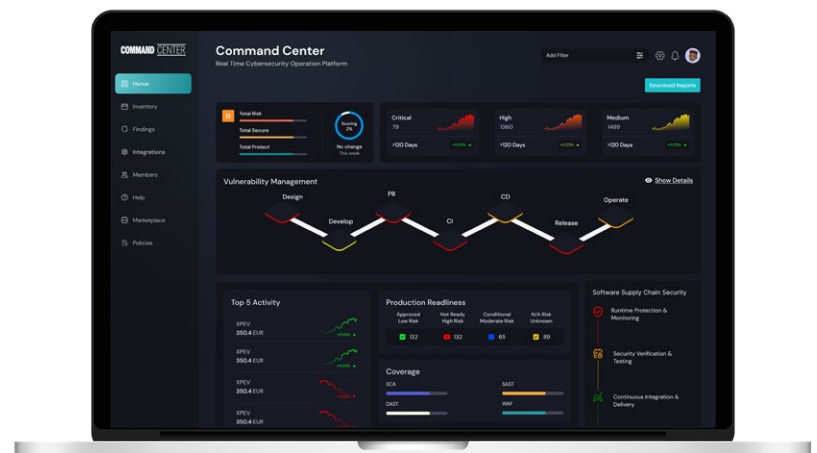 COMMAND CENTER
Home
Inventory
Findings
Integrations
Members
Help
Marketplace
Policies
Command Center
Real Time Cybersecurity Operation Platform
Add Filter
Download Reports
D
Total Risk
Total Secure
Total Protect
Scoring
2%
No change
This week
Critical
79
>120 Days
High
1360
>120 Days
Medium
1489
>120 Days
Vulnerability Management
Show Details
Design
Develop
PR
CI
CD
Release
Operate
Top 5 Activity
XPEV
350.4 EUR
XPEV
350.4 EUR
XPEV
350.4 EUR
XPEV
350.4 EUR
Production Readiness
Approved
Low Risk
Not Ready
High Risk
Conditional
Moderate Risk
N/A Risk
Unknown
132
132
65
89
Coverage
SCA
SAST
DAST
WAF
Software Supply Chain Security
Runtime Protection &
Monitoring
Security Verification &
Testing
Continuous Integration &
Delivery